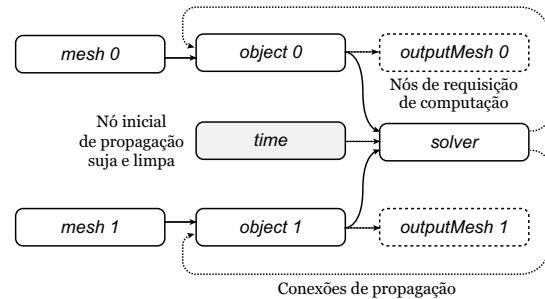 mesh 0
object 0
outputMesh 0
Nós de requisição
de computação
Nó inicial
de propagação
suja e limpa
time
solver
mesh 1
object 1
outputMesh 1
Conexões de propagação